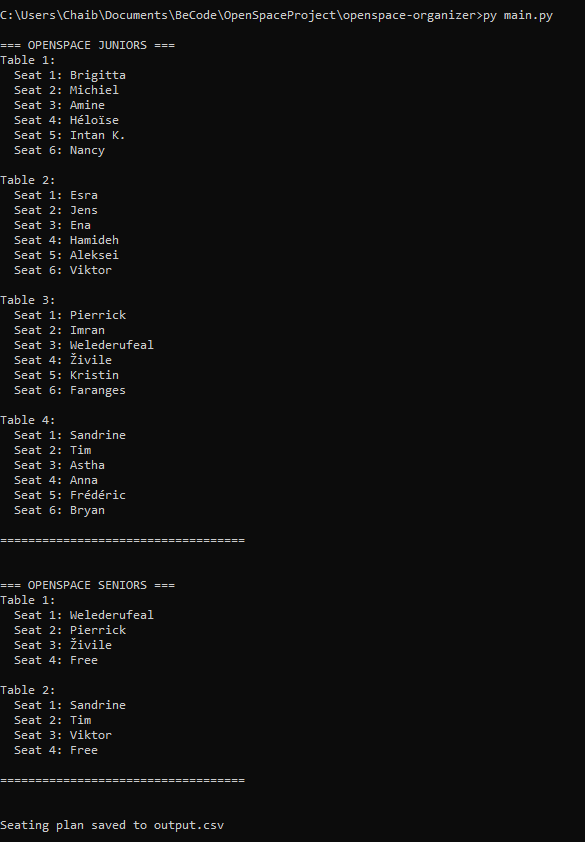 C:\Users\Chaib\Documents\BeCode\OpenSpaceProject\openspace-organizer>py main.py
=== OPENSPACE JUNIORS ===
Table 1:
Seat 1: Brigitta
Seat 2: Michiel
Seat 3: Amine
Seat 4: Héloïse
Seat 5: Intan K.
Seat 6: Nancy
Table 2:
Seat 1: Esra
Seat 2: Jens
Seat 3: Ena
Seat 4: Hamideh
Seat 5: Aleksei
Seat 6: Viktor
Table 3:
Seat 1: Pierrick
Seat 2: Imran
Seat 3: Welederufeal
Seat 4: Živile
Seat 5: Kristin
Seat 6: Faranges
Table 4:
Seat 1: Sandrine
Seat 2: Tim
Seat 3: Astha
Seat 4: Anna
Seat 5: Frédéric
Seat 6: Bryan
===================================
=== OPENSPACE SENIORS ===
Table 1:
Seat 1: Welederufeal
Seat 2: Pierrick
Seat 3: Živile
Seat 4: Free
Table 2:
Seat 1: Sandrine
Seat 2: Tim
Seat 3: Viktor
Seat 4: Free
===================================
Seating plan saved to output.csv